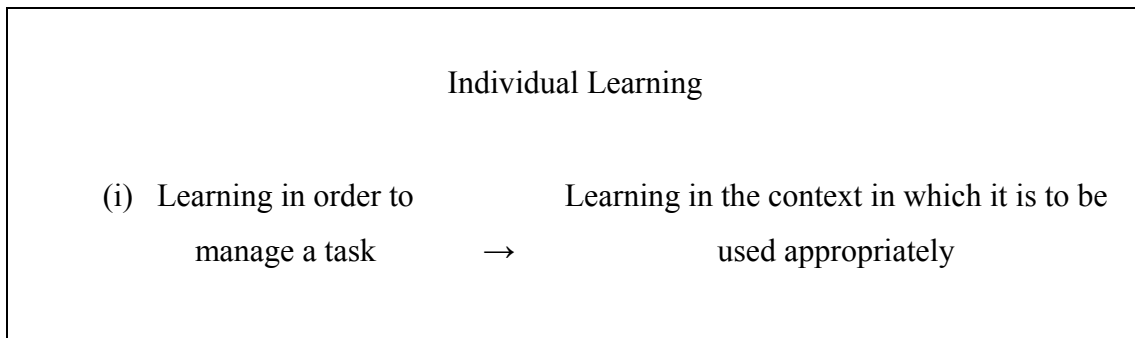 Individual Learning
(i) Learning in order to Learning in the context in which it is to be
manage a task → used appropriately